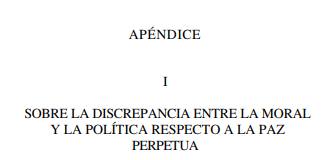 APÉNDICE
I
SOBRE LA DISCREPANCIA ENTRE LA MORAL
Y LA POLÍTICA RESPECTO A LA PAZ
PERPETUA